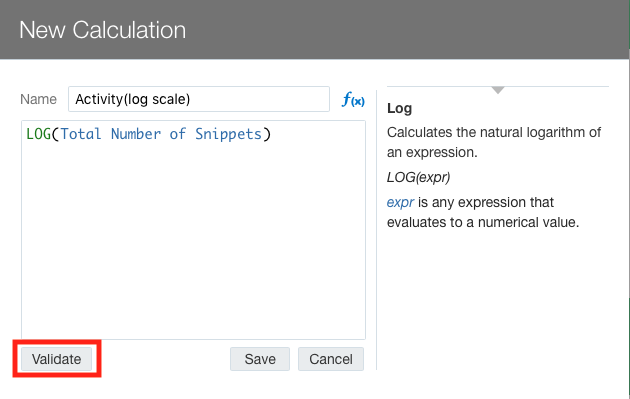 New Calculation
Name Activity(log scale) f(x)
LOG(Total Number of Snippets)
Log
Calculates the natural logarithm of
an expression.
LOG(expr)
expr is any expression that
evaluates to a numerical value.
Validate Save Cancel